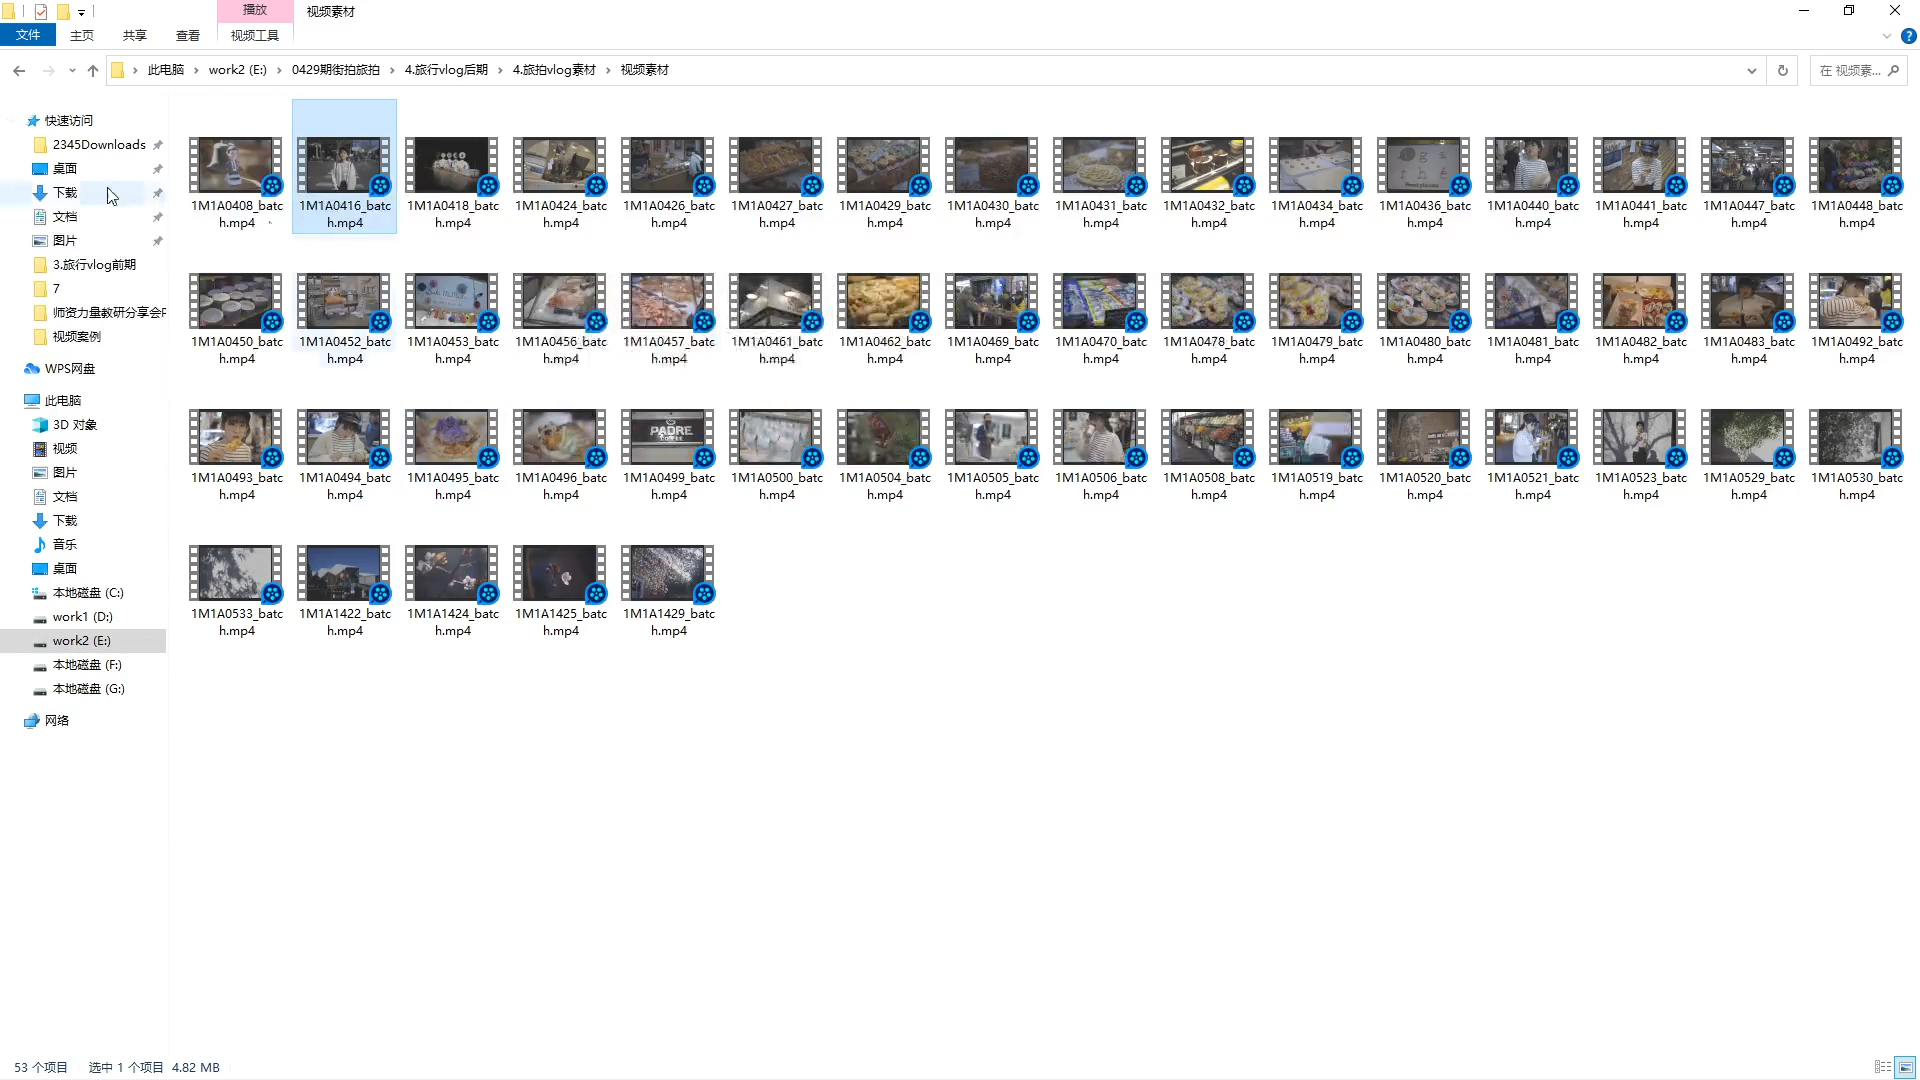 播放
视频素材
文件
主页
共享
查看
视频工具
此电脑 › work2 (E:) › 0429期街拍旅拍 › 4.旅行vlog后期 › 4.旅拍vlog素材 › 视频素材
在 视频素...
快速访问
2345Downloads
桌面
下载
文档
图片
3.旅行vlog前期
7
师资力量教研分享会P
视频案例
WPS网盘
此电脑
3D 对象
视频
图片
文档
下载
音乐
桌面
本地磁盘 (C:)
work1 (D:)
work2 (E:)
本地磁盘 (F:)
本地磁盘 (G:)
网络
1M1A0408_batch.mp4
1M1A0416_batch.mp4
1M1A0418_batch.mp4
1M1A0424_batch.mp4
1M1A0426_batch.mp4
1M1A0427_batch.mp4
1M1A0429_batch.mp4
1M1A0430_batch.mp4
1M1A0431_batch.mp4
1M1A0432_batch.mp4
1M1A0434_batch.mp4
1M1A0436_batch.mp4
1M1A0440_batch.mp4
1M1A0441_batch.mp4
1M1A0447_batch.mp4
1M1A0448_batch.mp4
1M1A0450_batch.mp4
1M1A0452_batch.mp4
1M1A0453_batch.mp4
1M1A0456_batch.mp4
1M1A0457_batch.mp4
1M1A0461_batch.mp4
1M1A0462_batch.mp4
1M1A0469_batch.mp4
1M1A0470_batch.mp4
1M1A0478_batch.mp4
1M1A0479_batch.mp4
1M1A0480_batch.mp4
1M1A0481_batch.mp4
1M1A0482_batch.mp4
1M1A0483_batch.mp4
1M1A0492_batch.mp4
PADRE
1M1A0493_batch.mp4
1M1A0494_batch.mp4
1M1A0495_batch.mp4
1M1A0496_batch.mp4
1M1A0499_batch.mp4
1M1A0500_batch.mp4
1M1A0504_batch.mp4
1M1A0505_batch.mp4
1M1A0506_batch.mp4
1M1A0508_batch.mp4
1M1A0519_batch.mp4
1M1A0520_batch.mp4
1M1A0521_batch.mp4
1M1A0523_batch.mp4
1M1A0529_batch.mp4
1M1A0530_batch.mp4
1M1A0533_batch.mp4
1M1A1422_batch.mp4
1M1A1424_batch.mp4
1M1A1425_batch.mp4
1M1A1429_batch.mp4
53 个项目
选中 1 个项目 4.82 MB